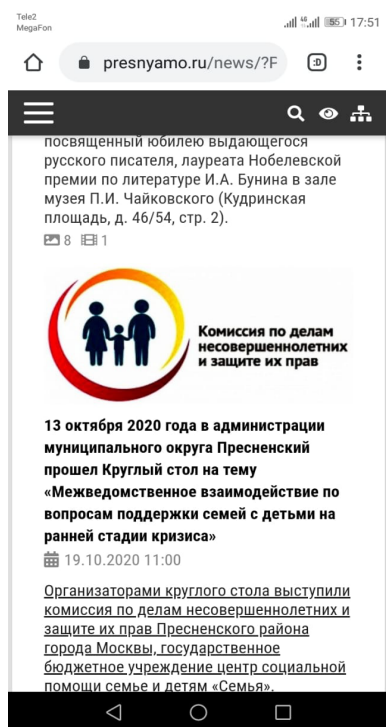 Tele2
MegaFon
4G 55 17:51
presnyamo.ru/news/?F :D
посвященный юбилею выдающегося
русского писателя, лауреата Нобелевской
премии по литературе И.А. Бунина в зале
музея П.И. Чайковского (Кудринская
площадь, д. 46/54, стр. 2).
8 1
Комиссия по делам
несовершеннолетних
и защите их прав
13 октября 2020 года в администрации
муниципального округа Пресненский
прошел Круглый стол на тему
«Межведомственное взаимодействие по
вопросам поддержки семей с детьми на
ранней стадии кризиса»
19.10.2020 11:00
Организаторами круглого стола выступили
комиссия по делам несовершеннолетних и
защите их прав Пресненского района
города Москвы, государственное
бюджетное учреждение центр социальной
помощи семье и детям «Семья».